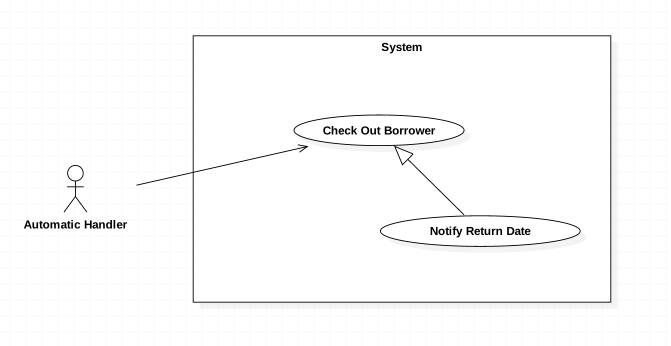 System
Check Out Borrower
Automatic Handler
Notify Return Date